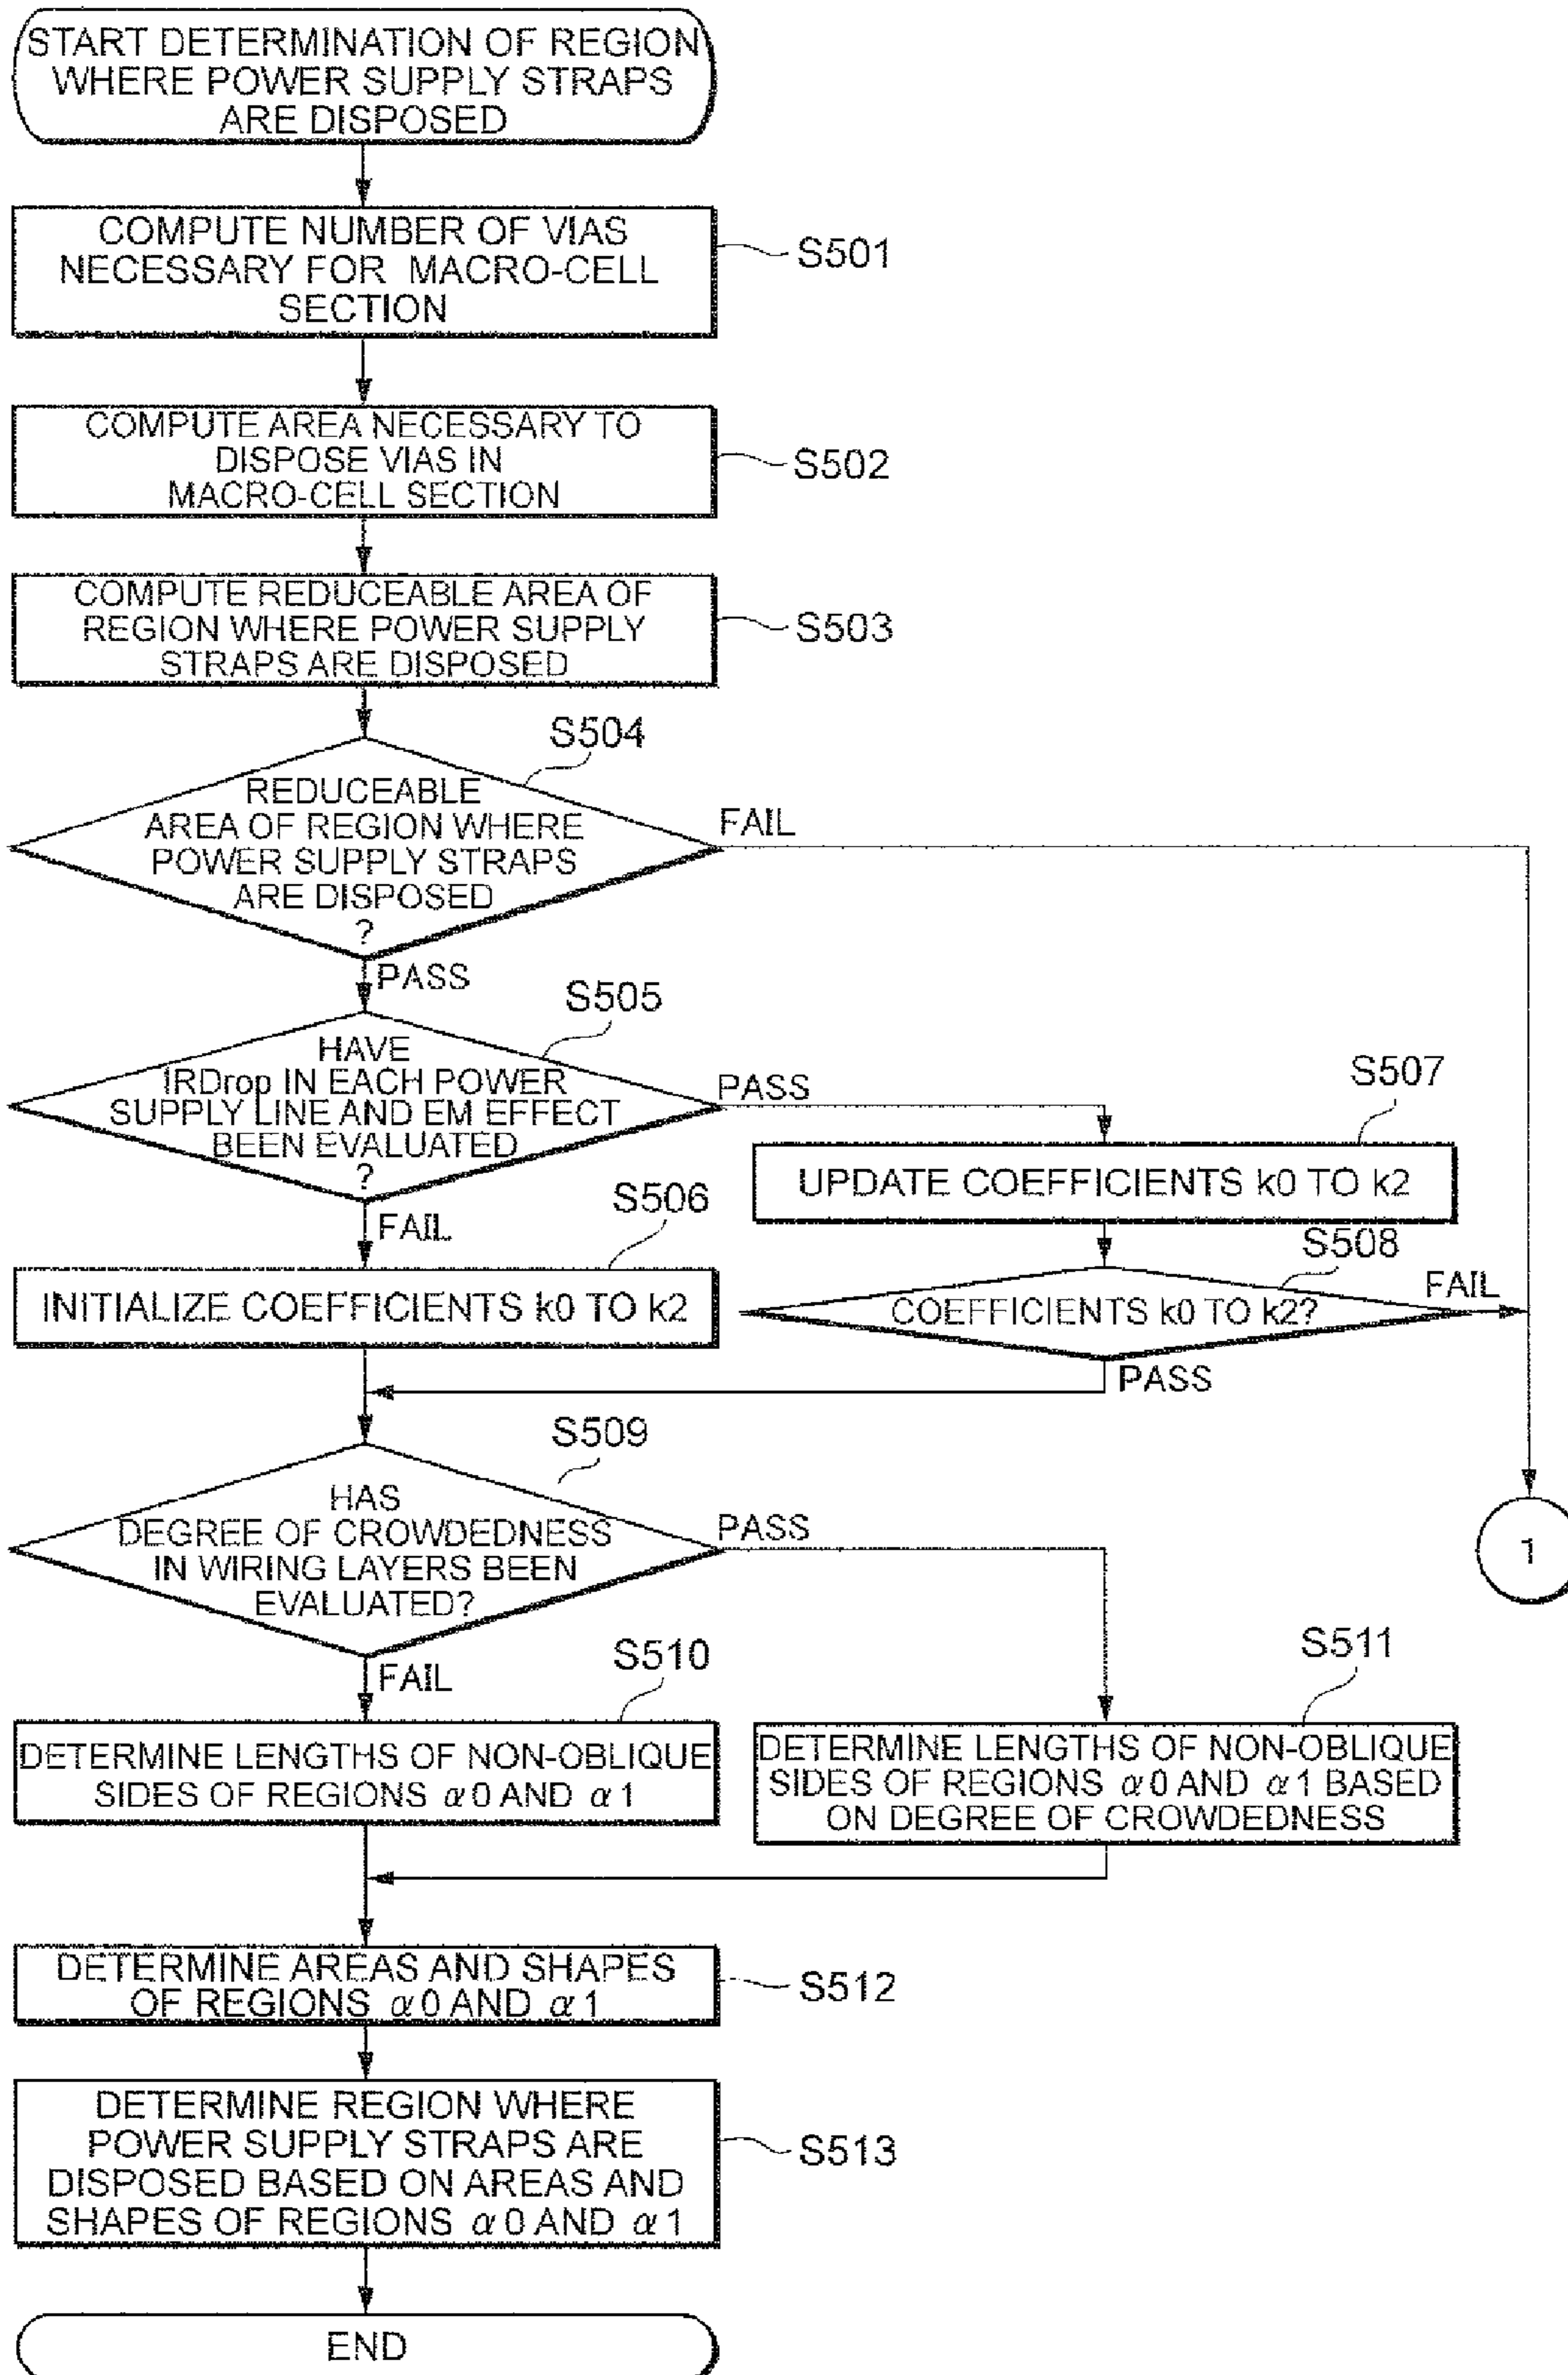 START DETERMINATION OF REGION
WHERE POWER SUPPLY STRAPS
ARE DISPOSED
COMPUTE NUMBER OF VIAS
NECESSARY FOR MACRO-CELL
SECTION
S501
COMPUTE AREA NECESSARY TO
DISPOSE VIAS IN
MACRO-CELL SECTION
S502
COMPUTE REDUCEABLE AREA OF
REGION WHERE POWER SUPPLY
STRAPS ARE DISPOSED
S503
S504
REDUCEABLE
AREA OF REGION WHERE
POWER SUPPLY STRAPS
ARE DISPOSED
?
FAIL
PASS
S505
HAVE
IRDrop IN EACH POWER
SUPPLY LINE AND EM EFFECT
BEEN EVALUATED
?
PASS
S507
UPDATE COEFFICIENTS k0 TO k2
FAIL
S506
INITIALIZE COEFFICIENTS k0 TO k2
S508
COEFFICIENTS k0 TO k2?
FAIL
PASS
S509
HAS
DEGREE OF CROWDEDNESS
IN WIRING LAYERS BEEN
EVALUATED?
PASS
1
FAIL
S510
DETERMINE LENGTHS OF NON-OBLIQUE
SIDES OF REGIONS α0 AND α1
S511
DETERMINE LENGTHS OF NON-OBLIQUE
SIDES OF REGIONS α0 AND α1 BASED
ON DEGREE OF CROWDEDNESS
DETERMINE AREAS AND SHAPES
OF REGIONS α0 AND α1
S512
DETERMINE REGION WHERE
POWER SUPPLY STRAPS ARE
DISPOSED BASED ON AREAS AND
SHAPES OF REGIONS α0 AND α1
S513
END